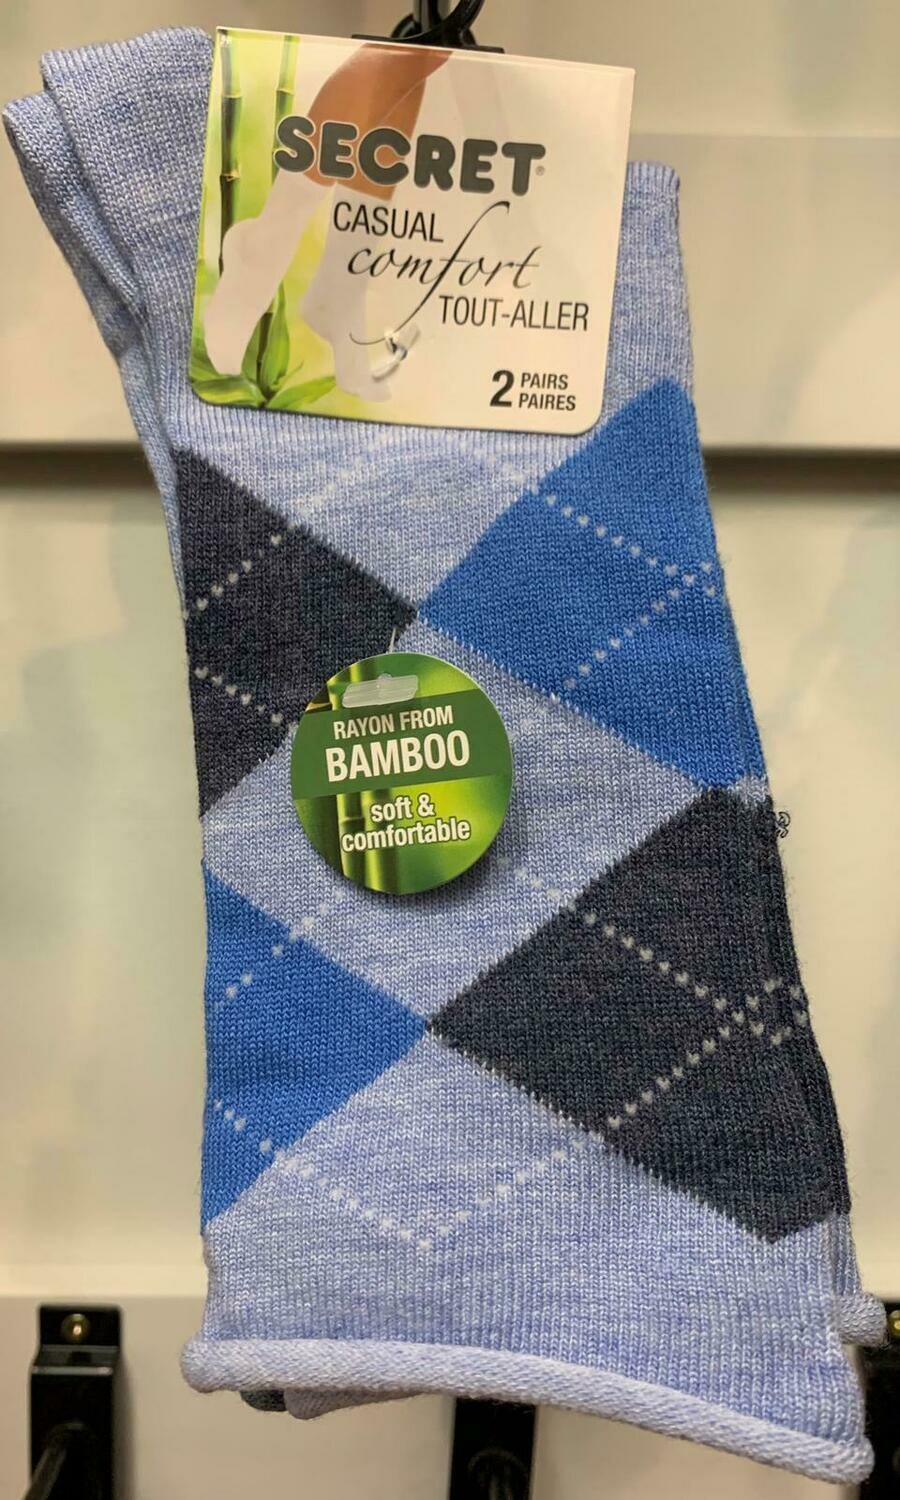 SECRET®
CASUAL
comfort
TOUT-ALLER
2 PAIRS
PAIRES
RAYON FROM
BAMBOO
soft &
comfortable